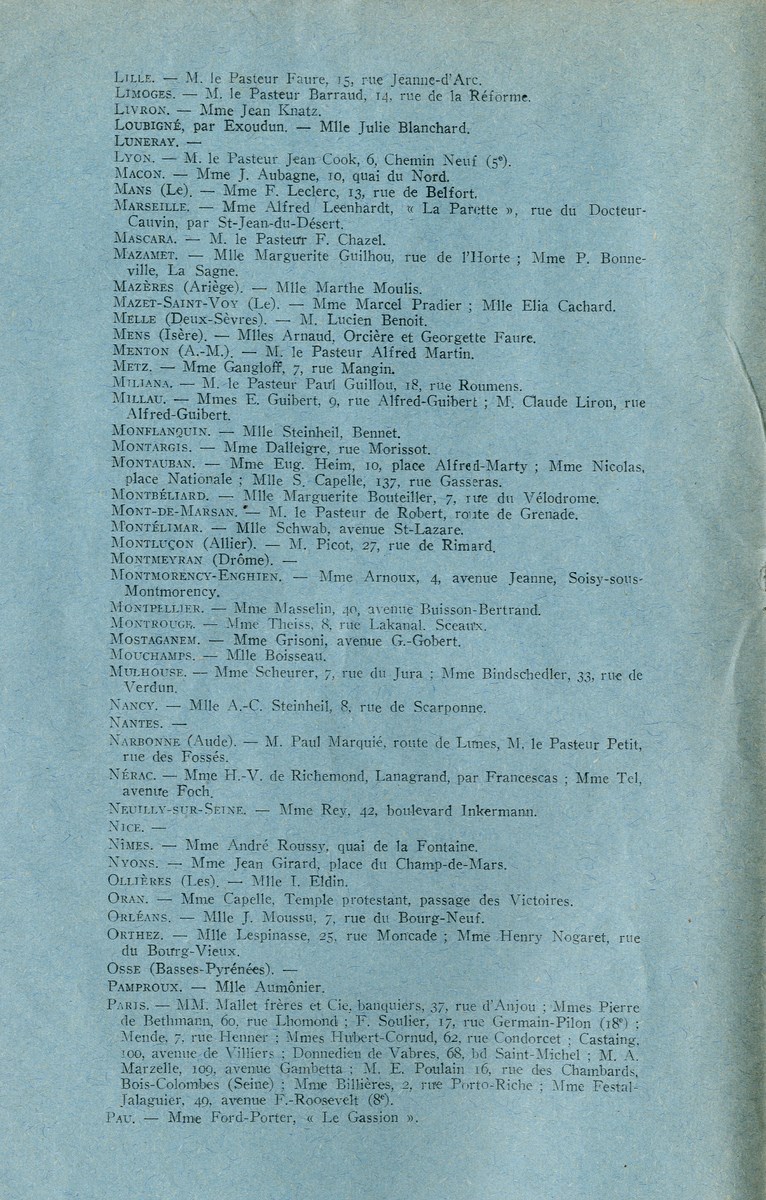 LILLE. — M. le Pasteur Faure, 15, rue Jeanne-d'Arc.
LIMOGES. — M. le Pasteur Barraud, 14, rue de la Réforme.
LIVRON. — Mme Jean Knatz.
LOUBIGNÉ, par Exoudun. — Mlle Julie Blanchard.
LUNERAY. —
LYON. — M. le Pasteur Jean Cook, 6, Chemin Neuf (5e).
MACON. — Mme J. Aubagne, 10, quai du Nord.
MANS (Le). — Mme F. Leclerc, 13, rue de Belfort.
MARSEILLE. — Mme Alfred Leenhardt, « La Parette », rue du Docteur-
Cauvin, par St-Jean-du-Désert.
MASCARA. — M. le Pasteur F. Chazel.
MAZAMET. — Mlle Marguerite Guilhou, rue de l'Horte ; Mme P. Bonne-
ville, La Sagne.
MAZÈRES (Ariège). — Mlle Marthe Moulis.
MAZET-SAINT-VOY (Le). — Mme Marcel Pradier ; Mlle Elia Cachard.
MELLE (Deux-Sèvres). — M. Lucien Benoit.
MENS (Isère). — Mlles Arnaud, Orcière et Georgette Faure.
MENTON (A.-M.). — M. le Pasteur Alfred Martin.
METZ. — Mme Gangloff, 7, rue Mangin.
MILIANA. — M. le Pasteur Paul Guillou, 18, rue Roumens.
MILLAU. — Mmes E. Guibert, 9, rue Alfred-Guibert ; M. Claude Liron, rue
Alfred-Guibert.
MONFLANQUIN. — Mlle Steinheil, Bennet.
MONTARGIS. — Mme Dalleigre, rue Morissot.
MONTAUBAN. — Mme Eug. Heim, 10, place Alfred-Marty ; Mme Nicolas,
place Nationale ; Mlle S. Capelle, 137, rue Gasseras.
MONTBÉLIARD. — Mlle Marguerite Bouteiller, 7, rue du Vélodrome.
MONT-DE-MARSAN. — M. le Pasteur de Robert, route de Grenade.
MONTÉLIMAR. — Mlle Schwab, avenue St-Lazare.
MONTLUÇON (Allier). — M. Picot, 27, rue de Rimard.
MONTMEYRAN (Drôme). —
MONTMORENCY-ENGHIEN. — Mme Arnoux, 4, avenue Jeanne, Soisy-sous-
Montmorency.
MONTPELLIER. — Mme Masselin, 40, avenue Buisson-Bertrand.
MONTROUGE. — Mme Theiss, 8, rue Lakanal. Sceaux.
MOSTAGANEM. — Mme Grisoni, avenue G.-Gobert.
MOUCHAMPS. — Mlle Boisseau.
MULHOUSE. — Mme Scheurer, 7, rue du Jura ; Mme Bindschedler, 33, rue de
Verdun.
NANCY. — Mlle A.-C. Steinheil, 8, rue de Scarponne.
NANTES. —
NARBONNE (Aude). — M. Paul Marquié, route de Lunes, M. le Pasteur Petit,
rue des Fossés.
NÉRAC. — Mme H.-V. de Richemond, Lanagrand, par Francescas ; Mme Tel,
avenue Foch.
NEUILLY-SUR-SEINE. — Mme Rey, 42, boulevard Inkermann.
NICE. —
NÎMES. — Mme André Roussy, quai de la Fontaine.
NYONS. — Mme Jean Girard, place du Champ-de-Mars.
OLLIÈRES (Les). — Mlle I. Eldin.
ORAN. — Mme Capelle, Temple protestant, passage des Victoires.
ORLÉANS. — Mlle J. Moussu, 7, rue du Bourg-Neuf.
ORTHEZ. — Mlle Lespinasse, 25, rue Moncade ; Mme Henry Nogaret, rue
du Bourg-Vieux.
OSSE (Basses-Pyrénées). —
PAMPROUX. — Mlle Aumônier.
PARIS. — MM. Mallet frères et Cie, banquiers, 37, rue d'Anjou ; Mmes Pierre
de Bethmann, 60, rue Lhomond ; F. Soulier, 17, rue Germain-Pilon (18e) ;
Mende, 7, rue Henner ; Mmes Hubert-Cornud, 62, rue Condorcet ; Castaing,
100, avenue de Villiers ; Donnedieu de Vabres, 68, bd Saint-Michel ; M. A.
Marzelle, 109, avenue Gambetta ; M. E. Poulain 16, rue des Chambards,
Bois-Colombes (Seine) ; Mme Billières, 2, rue Porto-Riche ; Mme Festal-
Jalaguier, 49, avenue F.-Roosevelt (8e).
PAU. — Mme Ford-Porter, « Le Gassion ».